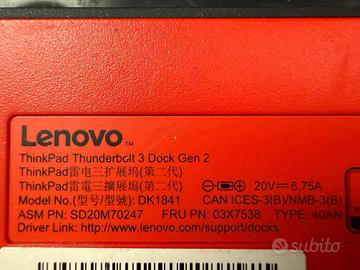 Lenovo™
ThinkPad Thunderbolt 3 Dock Gen 2
ThinkPad雷电三扩展坞(第二代)
ThinkPad雷電三擴展塢(第二代) 20V⎓6.75A
Model No.(型号/型號): DK1841 CAN ICES-3(B)/NMB-3(B)
ASM PN: SD20M70247 FRU PN: 03X7538 TYPE: 40AN
Driver Link: http://www.lenovo.com/support/docks
subito